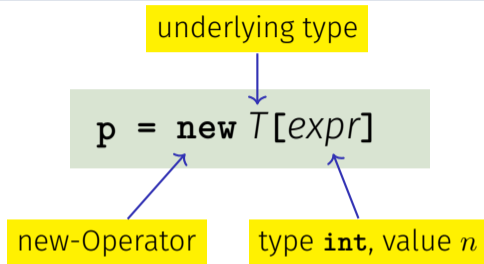 underlying type
p = new T[expr]
new-Operator
type int, value n